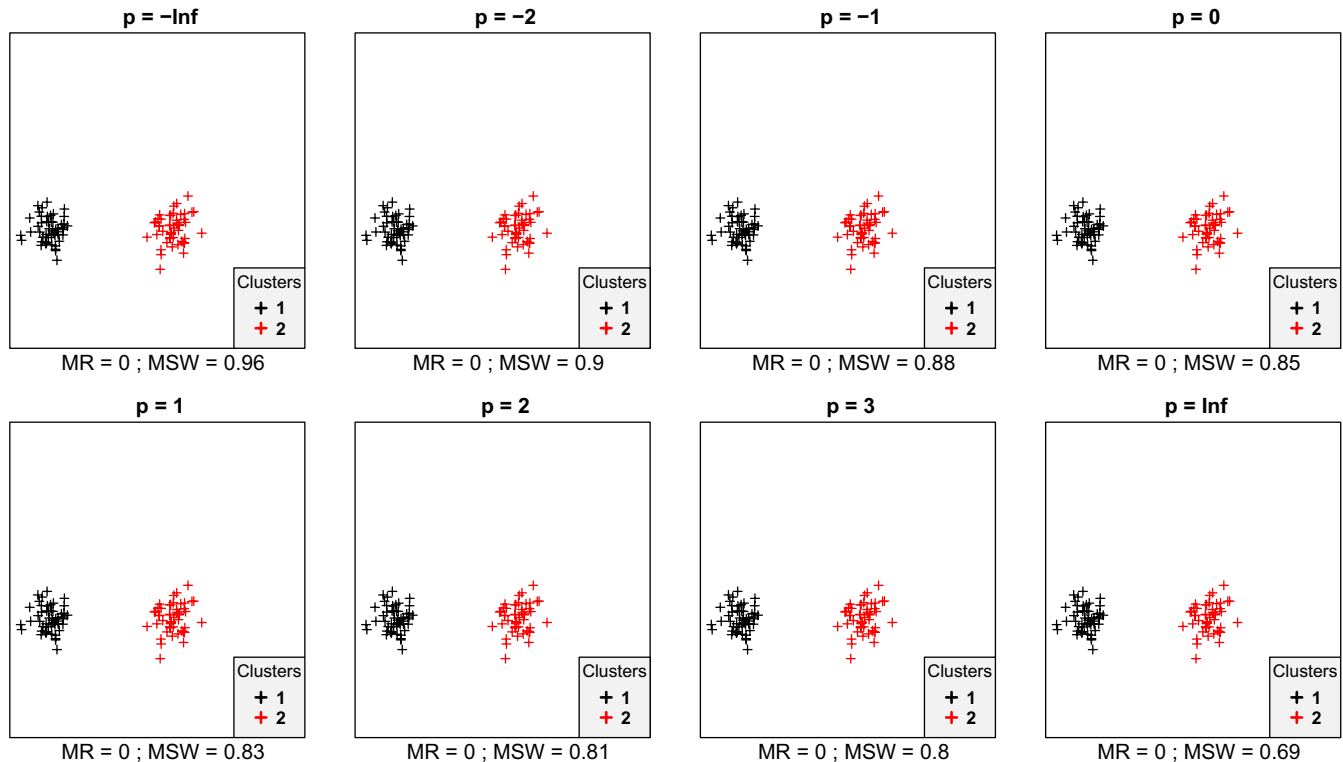 p = −Inf
Clusters
1
2
MR = 0 ; MSW = 0.96
p = −2
Clusters
1
2
MR = 0 ; MSW = 0.9
p = −1
Clusters
1
2
MR = 0 ; MSW = 0.88
p = 0
Clusters
1
2
MR = 0 ; MSW = 0.85
p = 1
Clusters
1
2
MR = 0 ; MSW = 0.83
p = 2
Clusters
1
2
MR = 0 ; MSW = 0.81
p = 3
Clusters
1
2
MR = 0 ; MSW = 0.8
p = Inf
Clusters
1
2
MR = 0 ; MSW = 0.69